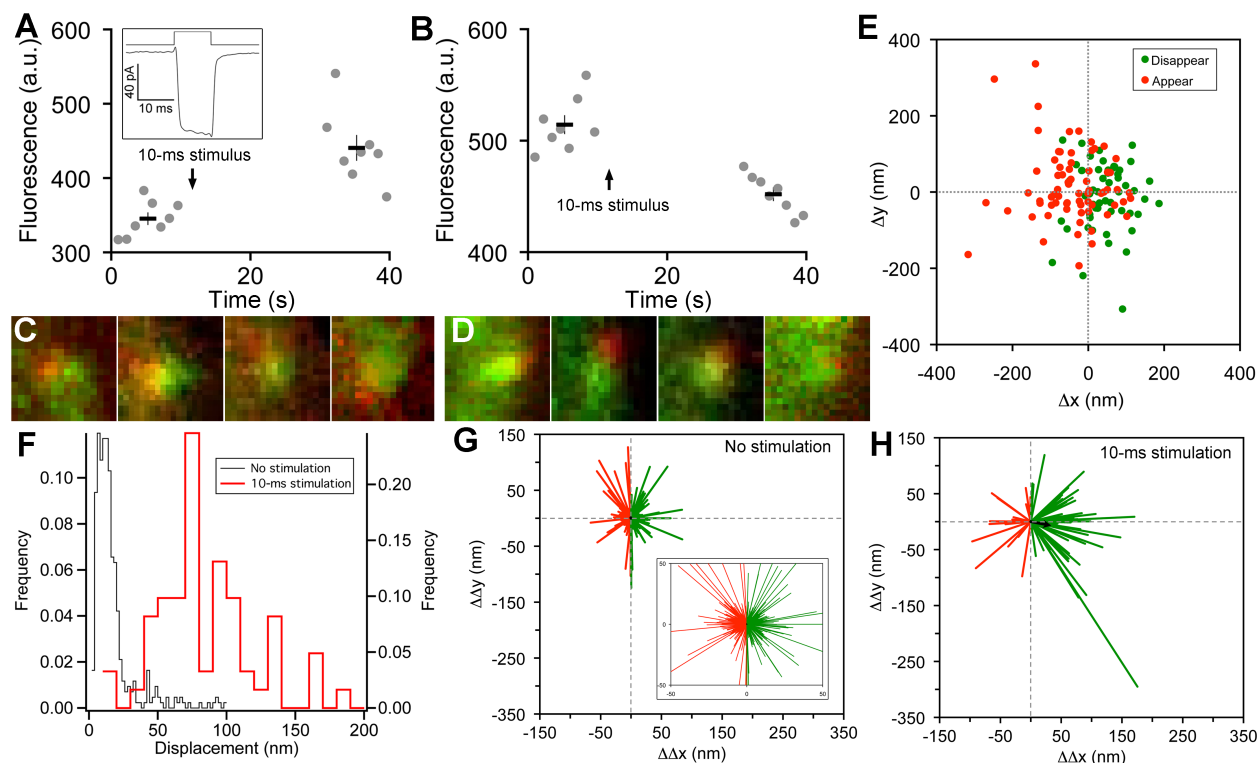 A
600
500
400
300
Fluorescence (a.u.)
40 pA
10 ms
10-ms stimulus
0
20
40
Time (s)
B
600
500
400
Fluorescence (a.u.)
10-ms stimulus
0
20
40
Time (s)
E
400
200
0
-200
-400
Δy (nm)
Disappear
Appear
-400
-200
0
200
400
Δx (nm)
C
D
F
0.10
0.08
0.06
0.04
0.02
0.00
Frequency
No stimulation
10-ms stimulation
0.20
0.15
0.10
0.05
0.00
Frequency
0
50
100
150
200
Displacement (nm)
G
No stimulation
150
50
-50
-150
-250
-350
ΔΔy (nm)
50
0
-50
-50
0
50
-150
-50
50
150
250
350
ΔΔx (nm)
H
10-ms stimulation
150
50
-50
-150
-250
-350
ΔΔy (nm)
-150
-50
50
150
250
350
ΔΔx (nm)